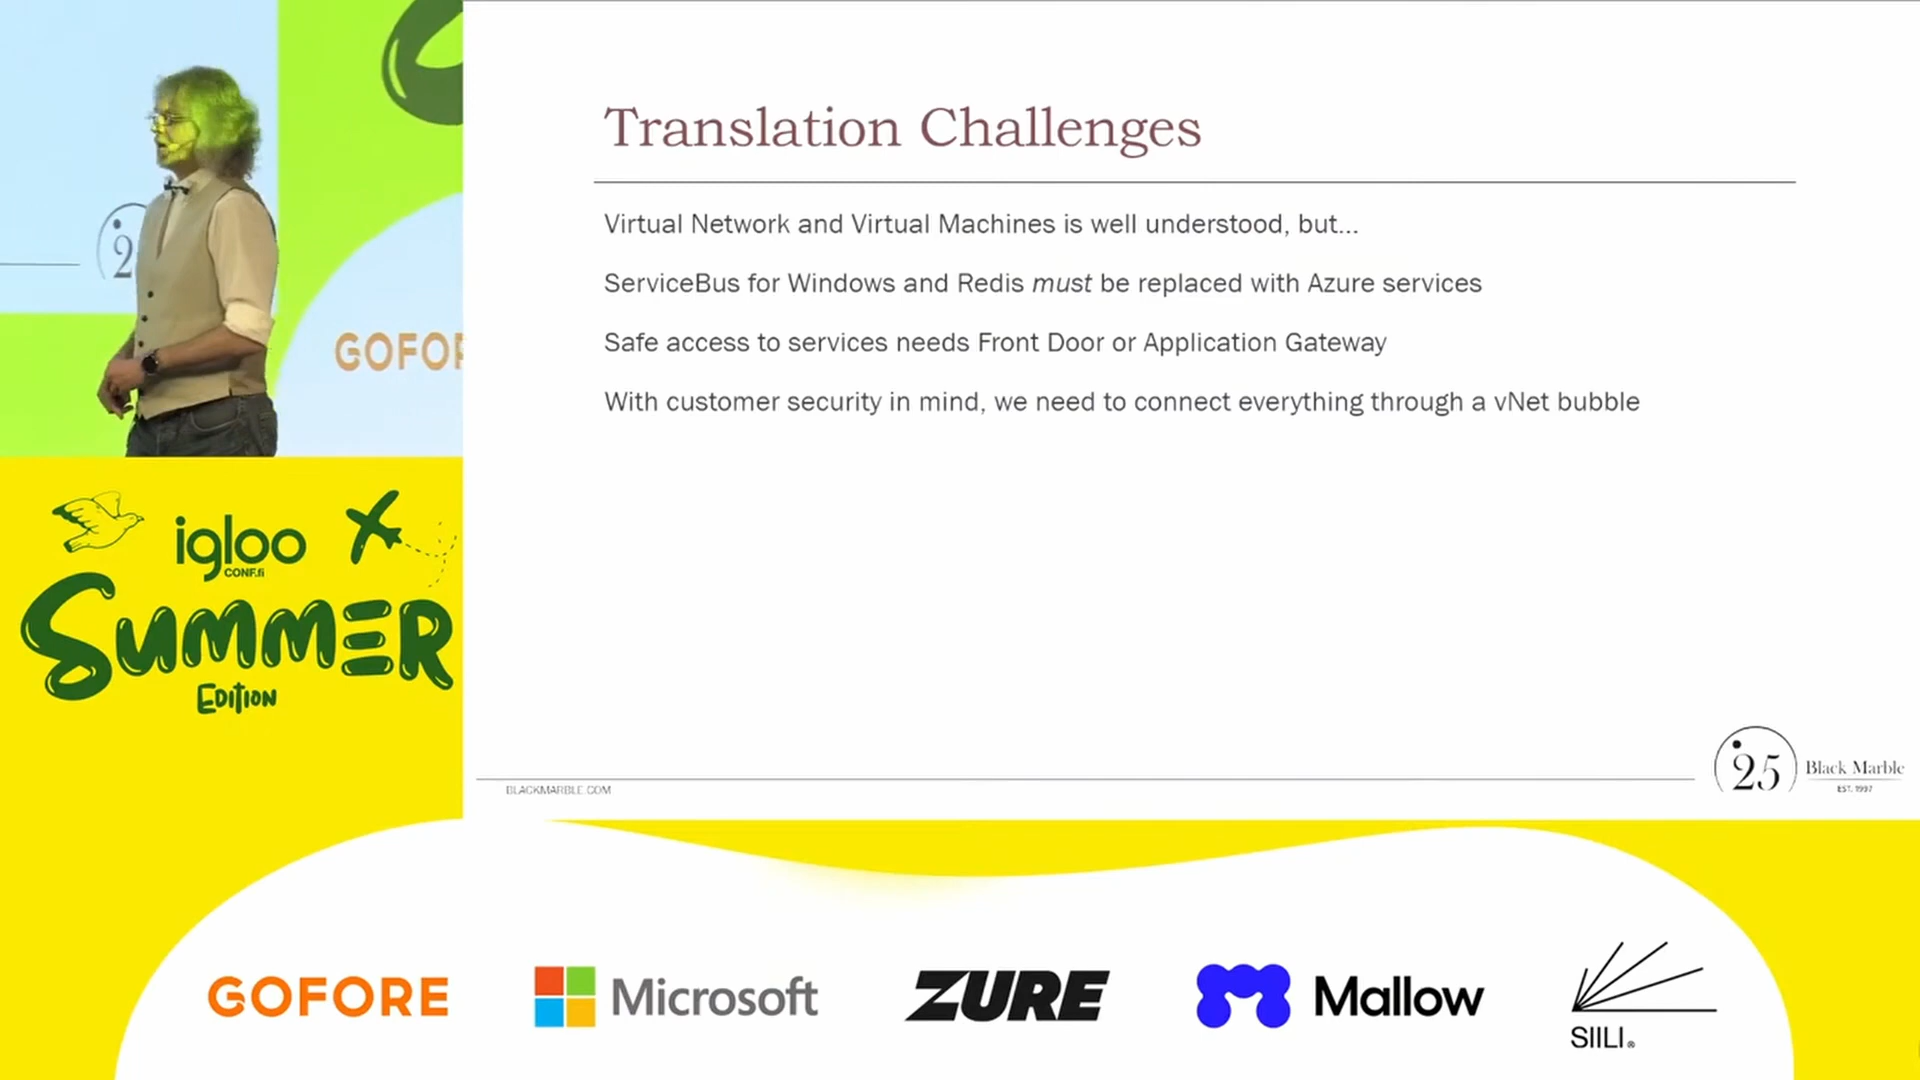 2
GOFOR
igloo
CONF.fi
SUMMER
EDITION
Translation Challenges
Virtual Network and Virtual Machines is well understood, but...
ServiceBus for Windows and Redis must be replaced with Azure services
Safe access to services needs Front Door or Application Gateway
With customer security in mind, we need to connect everything through a vNet bubble
BLACKMARBLE.COM
25
Black Marble
EST. 1997
GOFORE
Microsoft
ZURE
Mallow
SIILI®